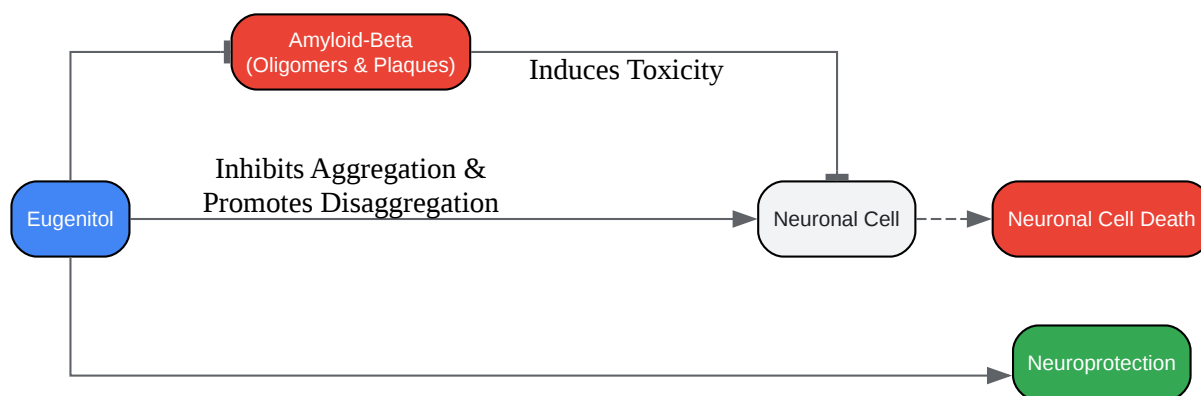 Amyloid-Beta
(Oligomers & Plaques)
Induces Toxicity
Inhibits Aggregation &
Promotes Disaggregation
Eugenitol
Neuronal Cell
Neuronal Cell Death
Neuroprotection